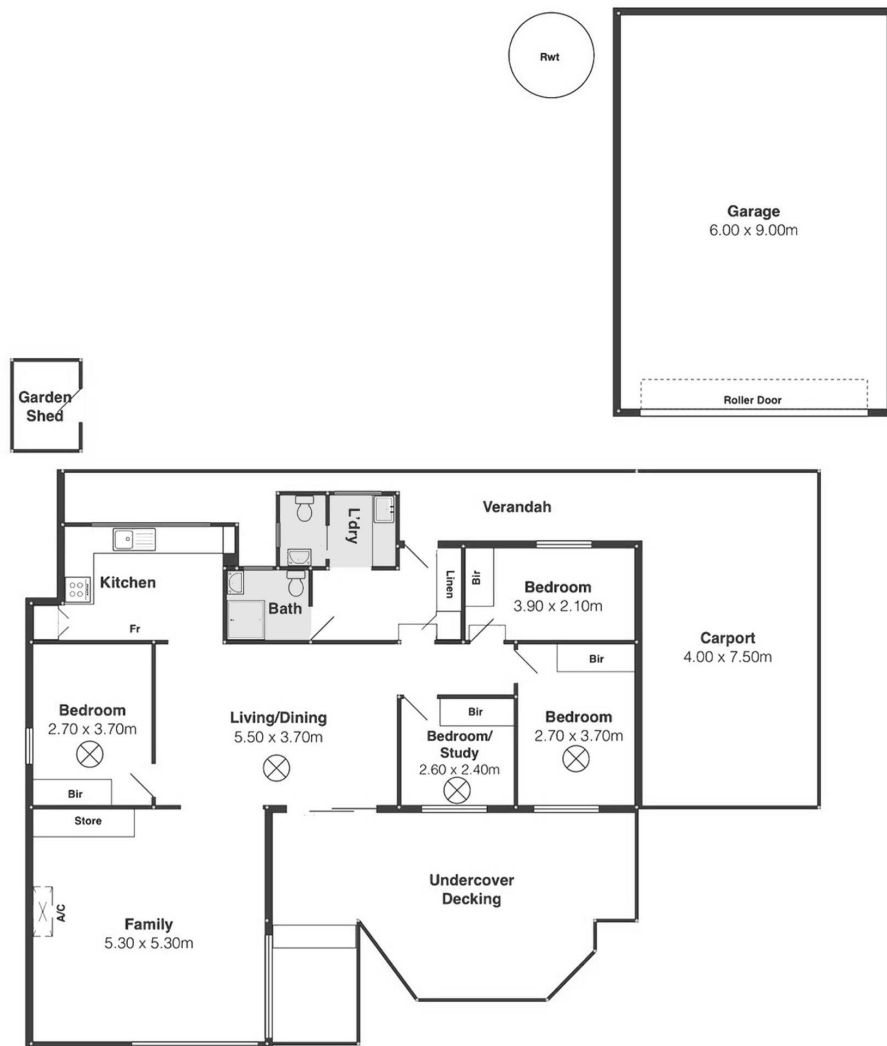 Rwt
Garage
6.00 x 9.00m
Roller Door
Garden
Shed
Verandah
L'dry
Kitchen
Linen
Bir
Bedroom
3.90 x 2.10m
Bath
Fr
Carport
4.00 x 7.50m
Bir
Bedroom
2.70 x 3.70m
Living/Dining
5.50 x 3.70m
Bir
Bedroom/
Study
2.60 x 2.40m
Bedroom
2.70 x 3.70m
Bir
Store
A/C
Family
5.30 x 5.30m
Undercover
Decking